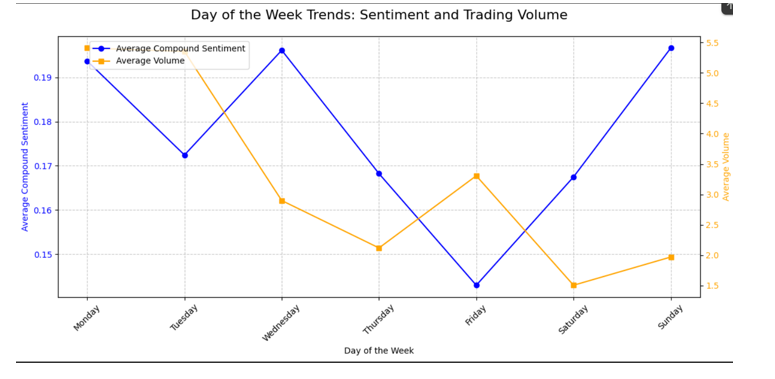 Day of the Week Trends: Sentiment and Trading Volume
Average Compound Sentiment
Average Volume
Average Compound Sentiment
0.19
0.18
0.17
0.16
0.15
5.5
5.0
4.5
4.0
3.5
3.0
2.5
2.0
1.5
Average Volume
Monday
Tuesday
Wednesday
Thursday
Friday
Saturday
Sunday
Day of the Week